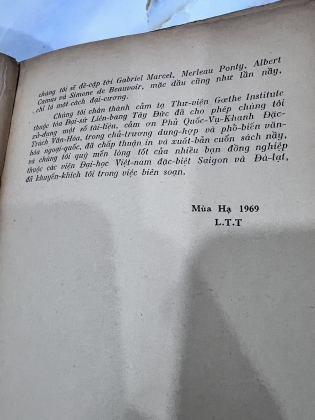 chúng tôi sẽ đề-cập tới Gabriel Marcel, Merleau Ponty, Albert
Camus và Simone de Beauvoir, mặc dầu cũng như lần nầy,
chỉ là một cách đại-cương.
Chúng tôi chân thành cảm tạ Thư-viện Gœthe Institute
thuộc tòa Đại-sứ Liên-bang Tây Đức đã cho phép chúng tôi
sử-dụng một số tài-liệu, cảm ơn Phủ Quốc-Vụ-Khanh Đặc-
Trách Văn-Hóa, trong chủ-trương dung-hợp và phổ-biến văn-
hóa ngoại-quốc, đã chấp thuận in và xuất-bản cuốn sách nầy,
và chúng tôi quý mến lòng tốt của nhiều bạn đồng nghiệp
thuộc các viện Đại-học Việt-nam đặc-biệt Saigon và Đà-lạt,
đã khuyến-khích tôi trong việc biên soạn.
Mùa Hạ 1969
L.T.T